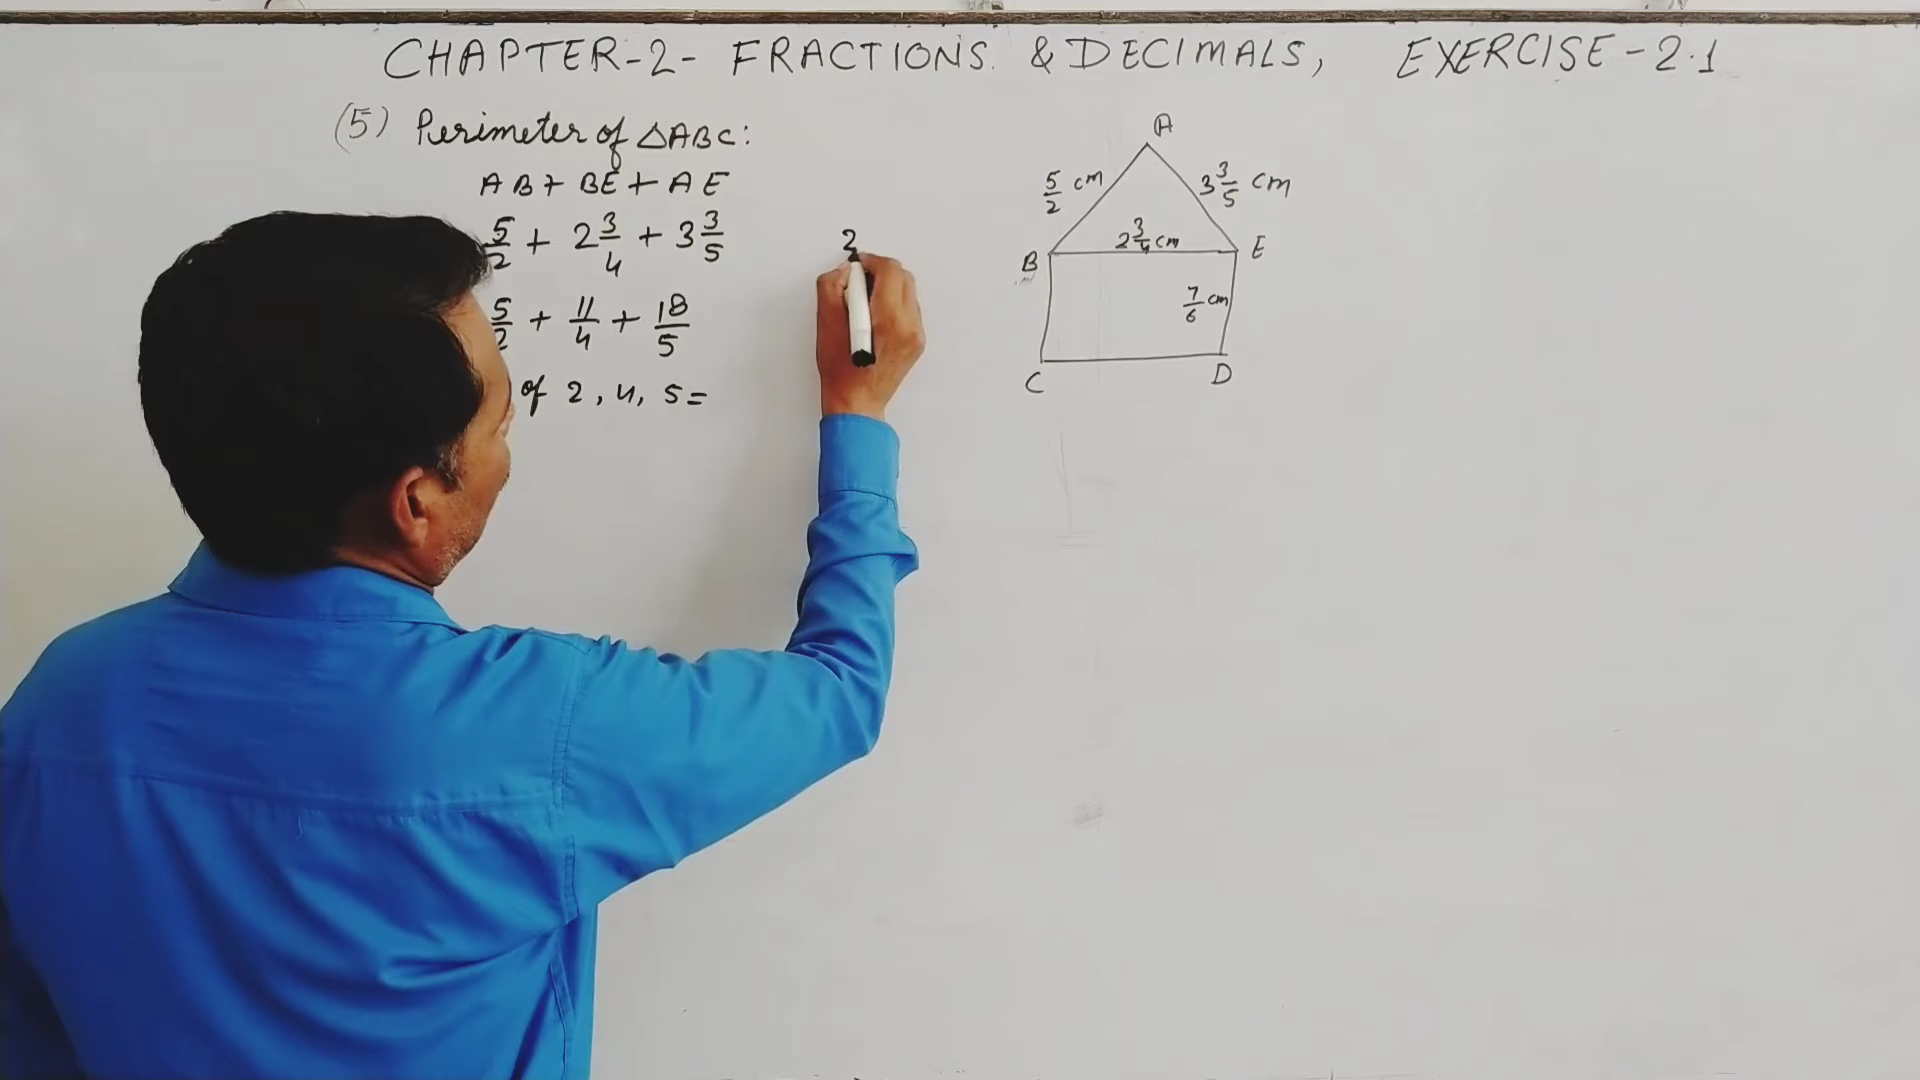 CHAPTER-2- FRACTIONS & DECIMALS, EXERCISE-2.1
(5) Perimeter of △ABC:
AB+ BE + AE
5/2 + 2 3/4 + 3 3/5
5/2 + 11/4 + 18/5
of 2, 4, 5=
2
A
5/2 cm
3 3/5 cm
2 3/4 cm
B
E
7/6 cm
C
D